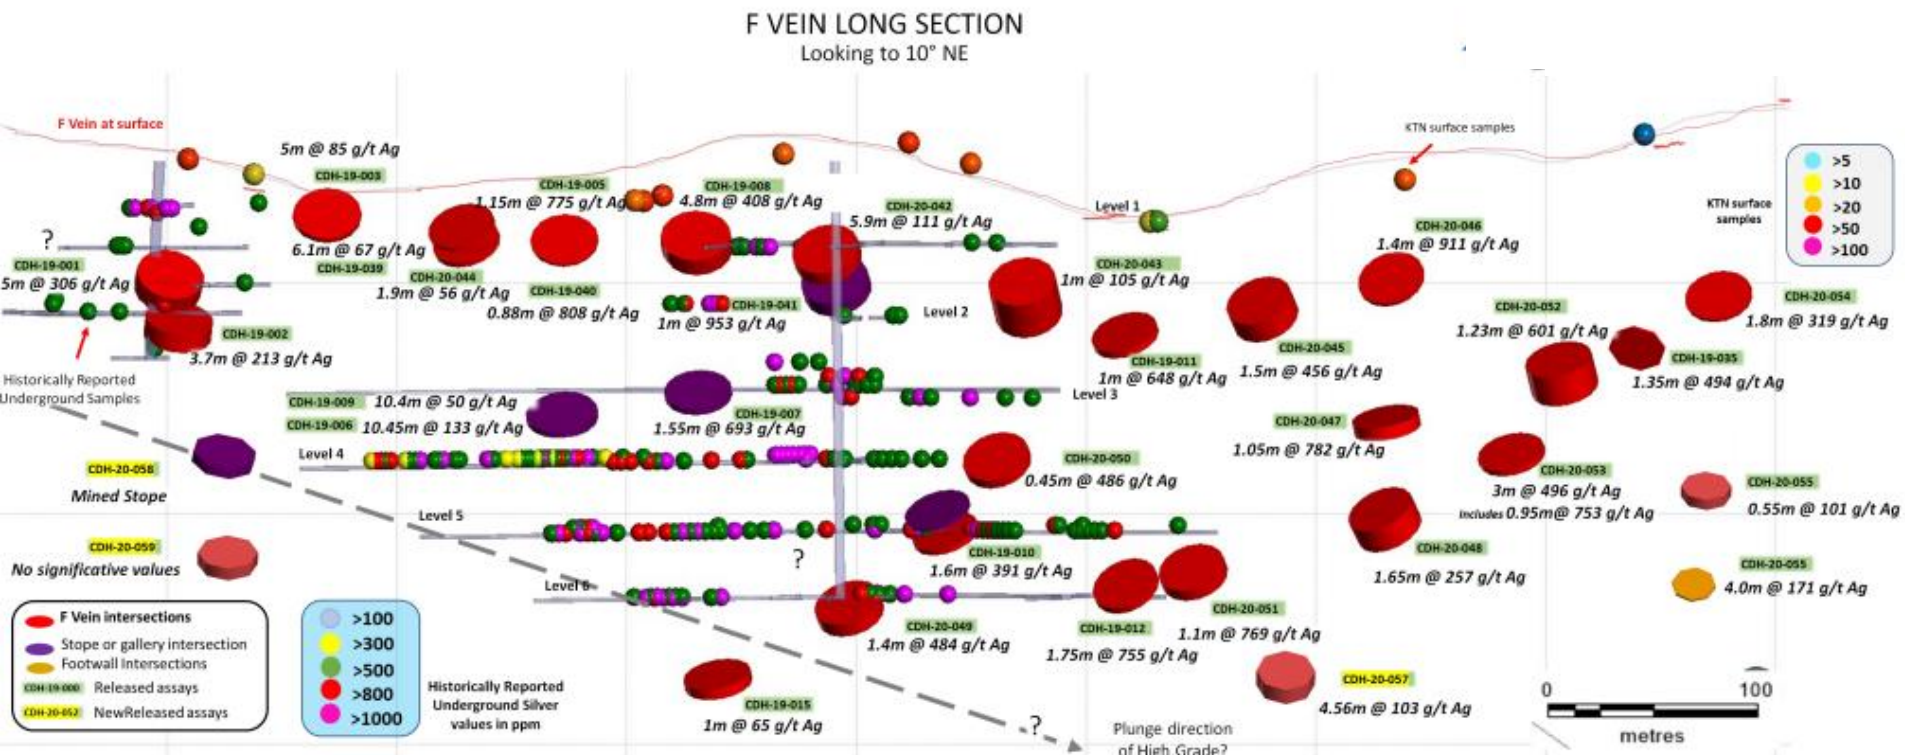 F VEIN LONG SECTION
Looking to 10° NE
F Vein at surface
5m @ 85 g/t Ag
CDH-19-003
6.1m @ 67 g/t Ag
CDH-19-039
?
CDH-19-001
5m @ 306 g/t Ag
CDH-19-002
3.7m @ 213 g/t Ag
Historically Reported
Underground Samples
CDH-19-005
1.15m @ 775 g/t Ag
CDH-19-008
4.8m @ 408 g/t Ag
CDH-20-042
5.9m @ 111 g/t Ag
CDH-20-044
1.9m @ 56 g/t Ag
CDH-19-040
0.88m @ 808 g/t Ag
CDH-19-041
1m @ 953 g/t Ag
Level 1
Level 2
CDH-20-043
1m @ 105 g/t Ag
KTN surface samples
CDH-20-046
1.4m @ 911 g/t Ag
KTN surface
samples
>5
>10
>20
>50
>100
CDH-20-054
1.8m @ 319 g/t Ag
CDH-20-052
1.23m @ 601 g/t Ag
CDH-19-035
1.35m @ 494 g/t Ag
CDH-19-011
1m @ 648 g/t Ag
CDH-20-045
1.5m @ 456 g/t Ag
Level 3
CDH-19-009
10.4m @ 50 g/t Ag
CDH-19-006
10.45m @ 133 g/t Ag
CDH-19-007
1.55m @ 693 g/t Ag
CDH-20-047
1.05m @ 782 g/t Ag
Level 4
CDH-20-058
Mined Stope
CDH-20-050
0.45m @ 486 g/t Ag
CDH-20-053
3m @ 496 g/t Ag
Includes 0.95m@ 753 g/t Ag
CDH-20-055
0.55m @ 101 g/t Ag
Level 5
CDH-20-059
No significative values
?
CDH-19-010
1.6m @ 391 g/t Ag
CDH-20-048
1.65m @ 257 g/t Ag
CDH-20-055
4.0m @ 171 g/t Ag
Level 6
CDH-20-049
1.4m @ 484 g/t Ag
CDH-19-012
1.75m @ 755 g/t Ag
CDH-20-051
1.1m @ 769 g/t Ag
CDH-19-015
1m @ 65 g/t Ag
CDH-20-057
4.56m @ 103 g/t Ag
?
Plunge direction
of High Grade?
F Vein intersections
Stope or gallery intersection
Footwall Intersections
CDH-19-000 Released assays
CDH-20-052 NewReleased assays
>100
>300
>500
>800
>1000
Historically Reported
Underground Silver
values in ppm
0 100
metres